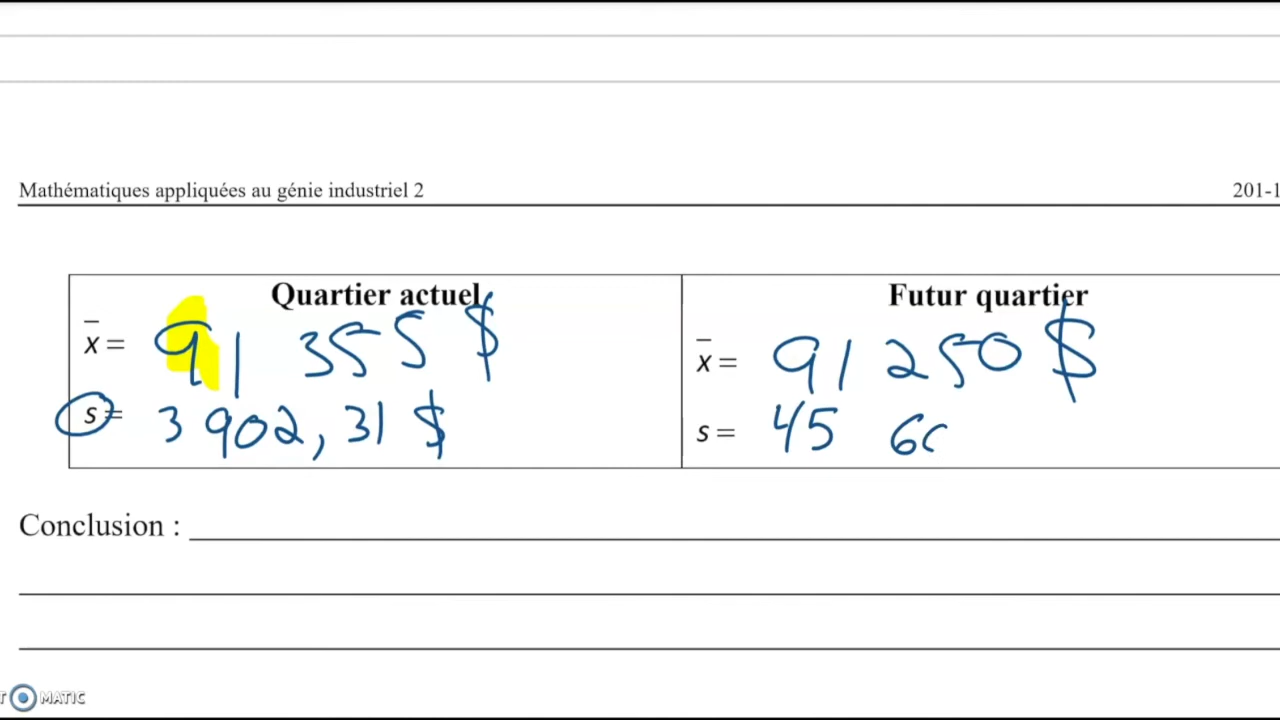 Mathématiques appliquées au génie industriel 2
201-1
Quartier actuel
x̄ = 91 355 $
s = 3 902,31 $
Futur quartier
x̄ = 91 250 $
s = 45 60
Conclusion :
MATIC